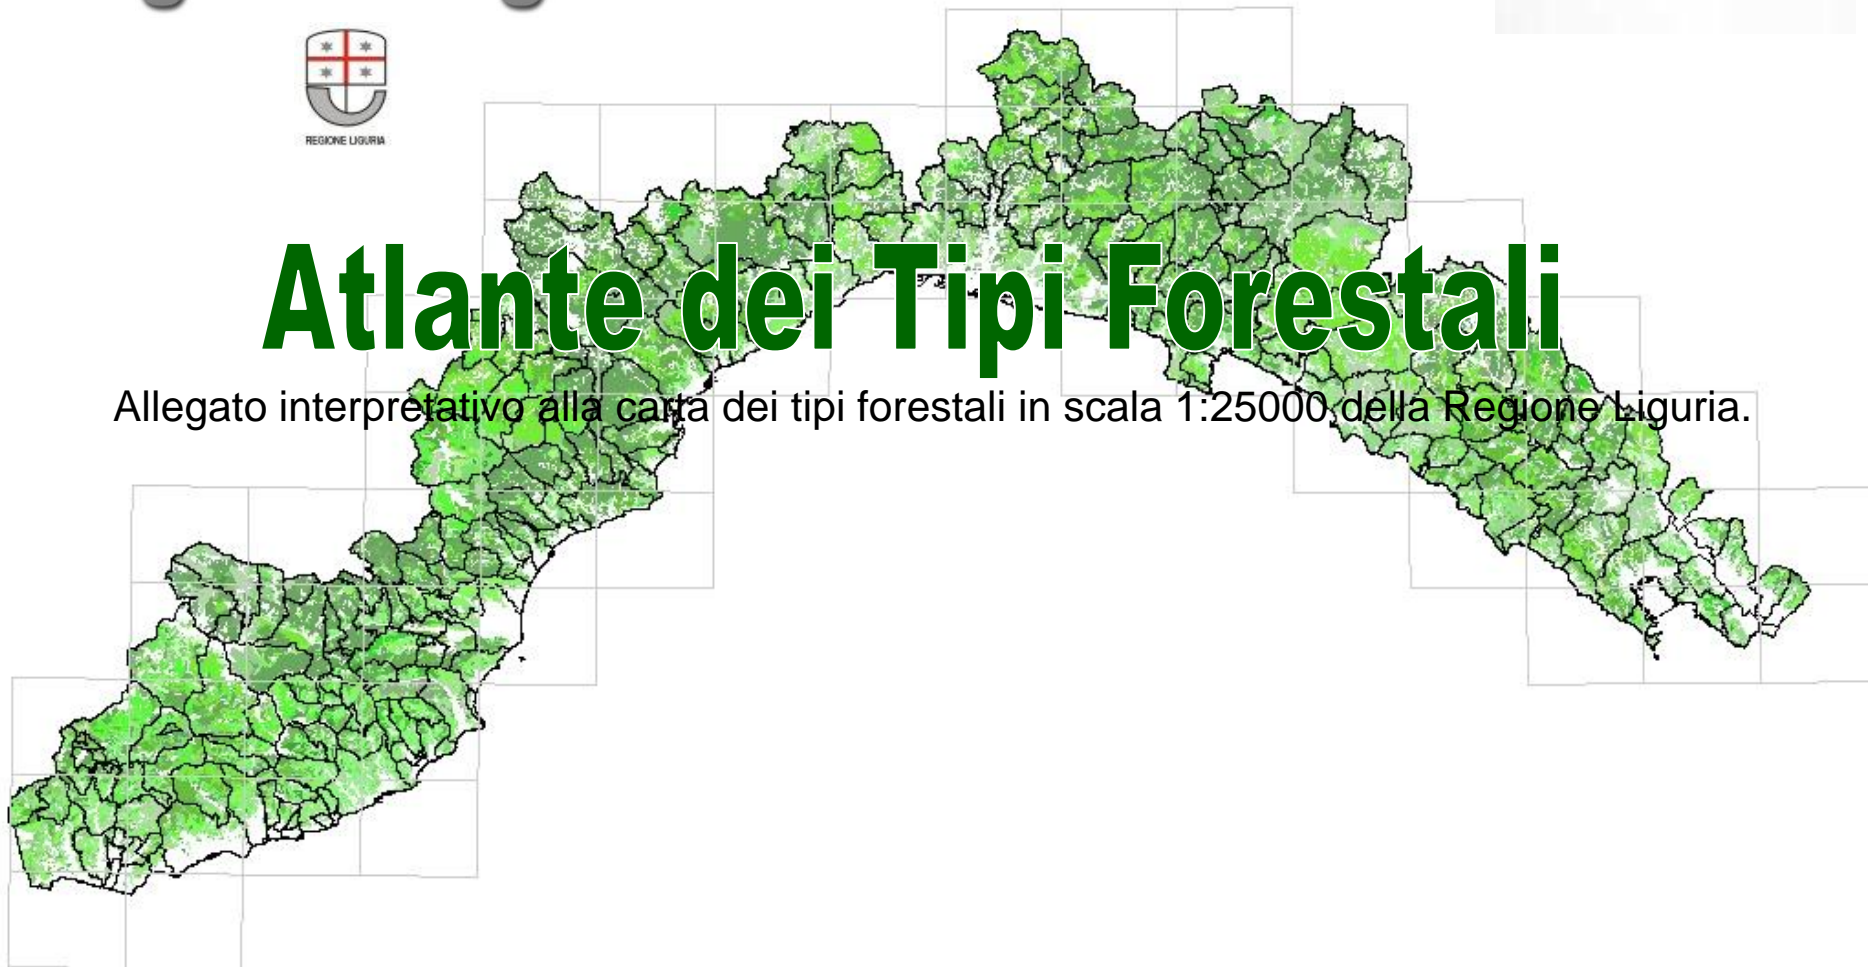 REGIONE LIGURIA
Atlante dei Tipi Forestali
Allegato interpretativo alla carta dei tipi forestali in scala 1:25000 della Regione Liguria.